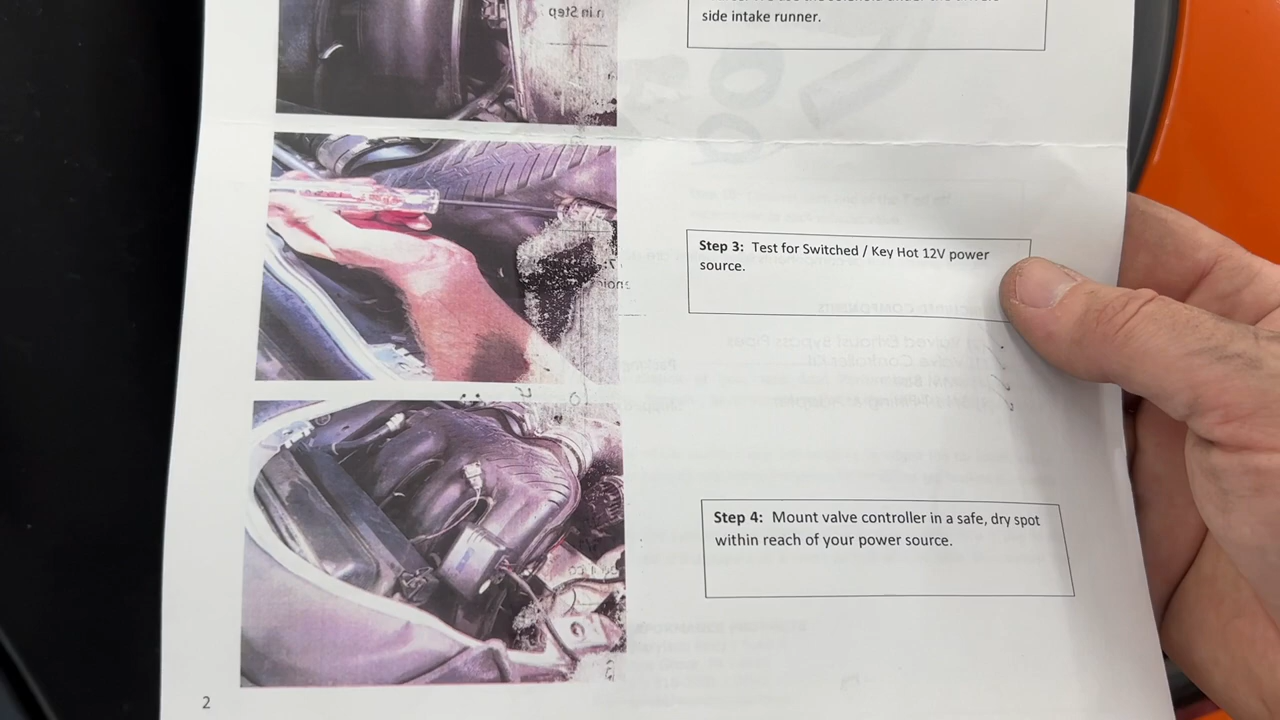 side intake runner.
Step 3: Test for Switched / Key Hot 12V power
source.
Step 4: Mount valve controller in a safe, dry spot
within reach of your power source.
2